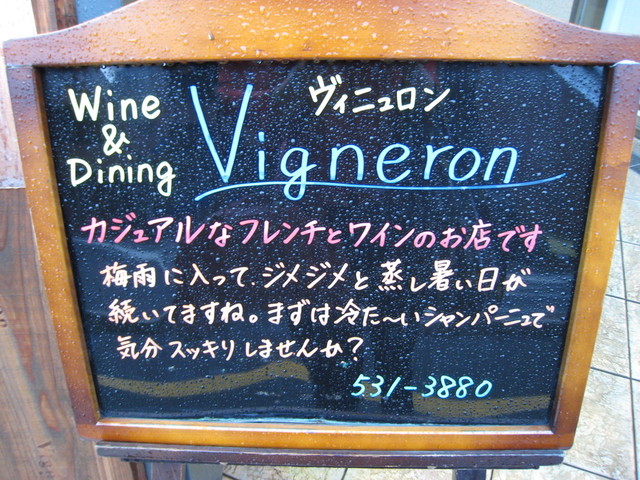 Wine
&
Dining
ヴィニュロン
Vigneron
カジュアルなフレンチとワインのお店です
梅雨に入って、ジメジメと蒸し暑い日が
続いてますね。まずは冷た〜いシャンパーニュで
気分スッキリしませんか?
531-3880